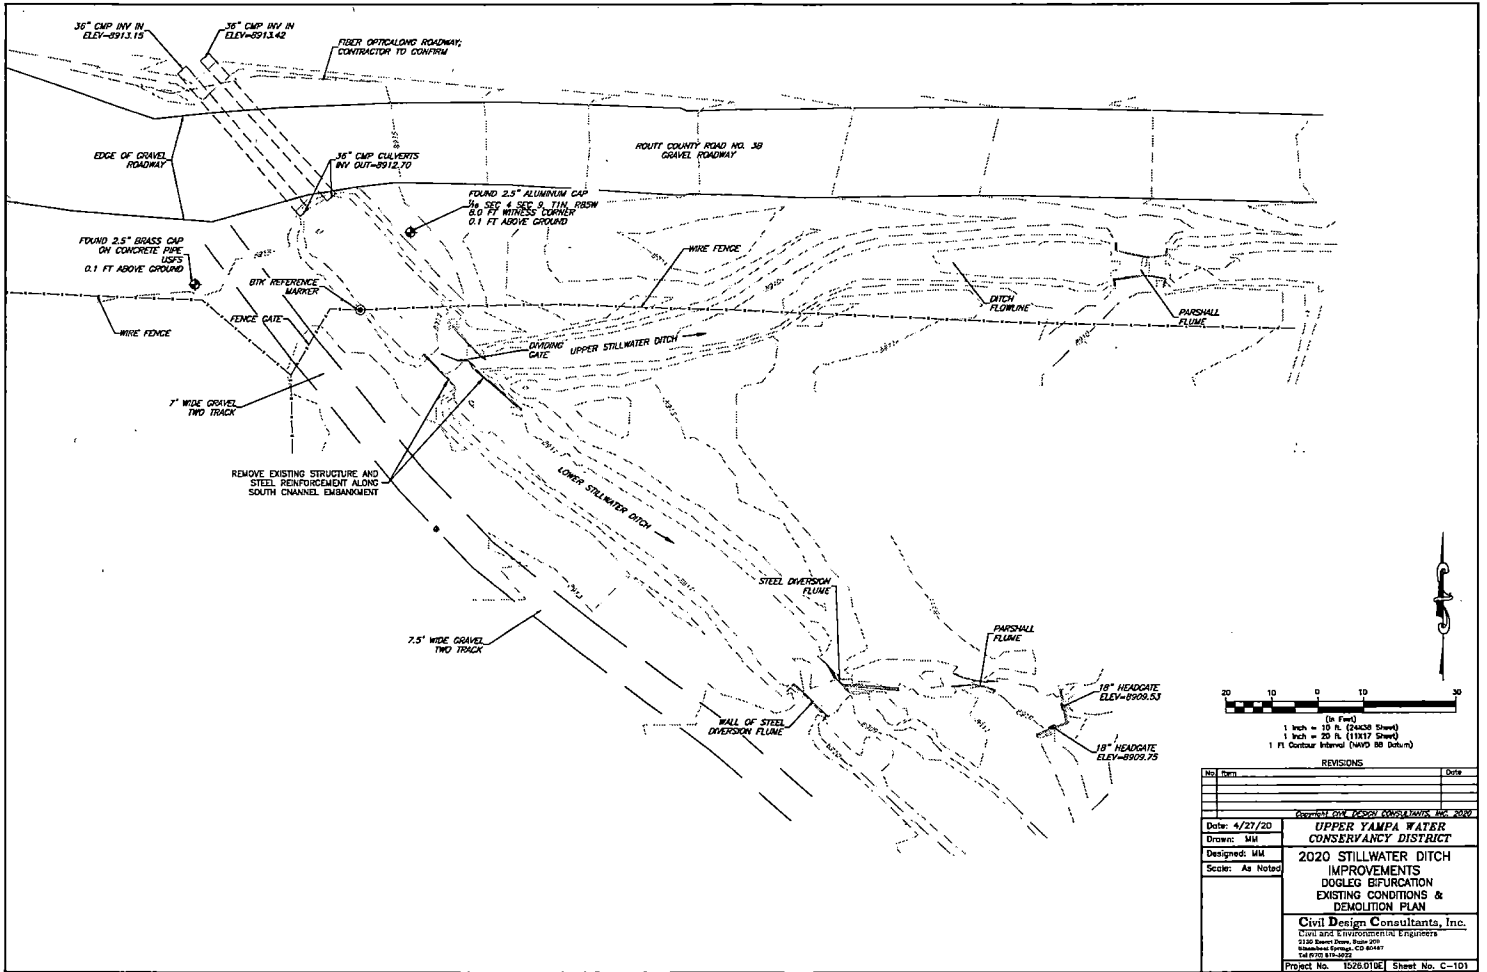 36" CMP INV IN
ELEV=8913.15
36" CMP INV IN
ELEV=8913.42
FIBER OPTICALONG ROADWAY;
CONTRACTOR TO CONFIRM
EDGE OF GRAVEL
ROADWAY
36" CMP CULVERTS
INV OUT=8912.70
ROUTT COUNTY ROAD NO. 38
GRAVEL ROADWAY
FOUND 2.5" ALUMINUM CAP
1/16 SEC 4 SEC 9, T1N, R85W
8.0 FT WITNESS CORNER
0.1 FT ABOVE GROUND
FOUND 2.5" BRASS CAP
ON CONCRETE PIPE
USFS
0.1 FT ABOVE GROUND
WIRE FENCE
BTK REFERENCE
MARKER
DITCH
FLOWLINE
PARSHALL
FLUME
WIRE FENCE
FENCE GATE
DIVIDING
GATE
UPPER STILLWATER DITCH
7' WIDE GRAVEL
TWO TRACK
REMOVE EXISTING STRUCTURE AND
STEEL REINFORCEMENT ALONG
SOUTH CHANNEL EMBANKMENT
LOWER STILLWATER DITCH
STEEL DIVERSION
FLUME
7.5' WIDE GRAVEL
TWO TRACK
PARSHALL
FLUME
18" HEADGATE
ELEV=8909.53
WALL OF STEEL
DIVERSION FLUME
18" HEADGATE
ELEV=8909.75
20 10 0 10 30
(In Feet)
1 Inch = 10 ft. (24X36 Sheet)
1 Inch = 20 ft. (11X17 Sheet)
1 Ft Contour Interval (NAVD 88 Datum)
REVISIONS
No. Item Date
Copyright CIVIL DESIGN CONSULTANTS, INC. 2020
Date: 4/27/20
Drawn: MM
Designed: MM
Scale: As Noted
UPPER YAMPA WATER
CONSERVANCY DISTRICT
2020 STILLWATER DITCH
IMPROVEMENTS
DOGLEG BIFURCATION
EXISTING CONDITIONS &
DEMOLITION PLAN
Civil Design Consultants, Inc.
Civil and Environmental Engineers
Steamboat Springs, CO 80487
Project No. 1526.010E Sheet No. C-101